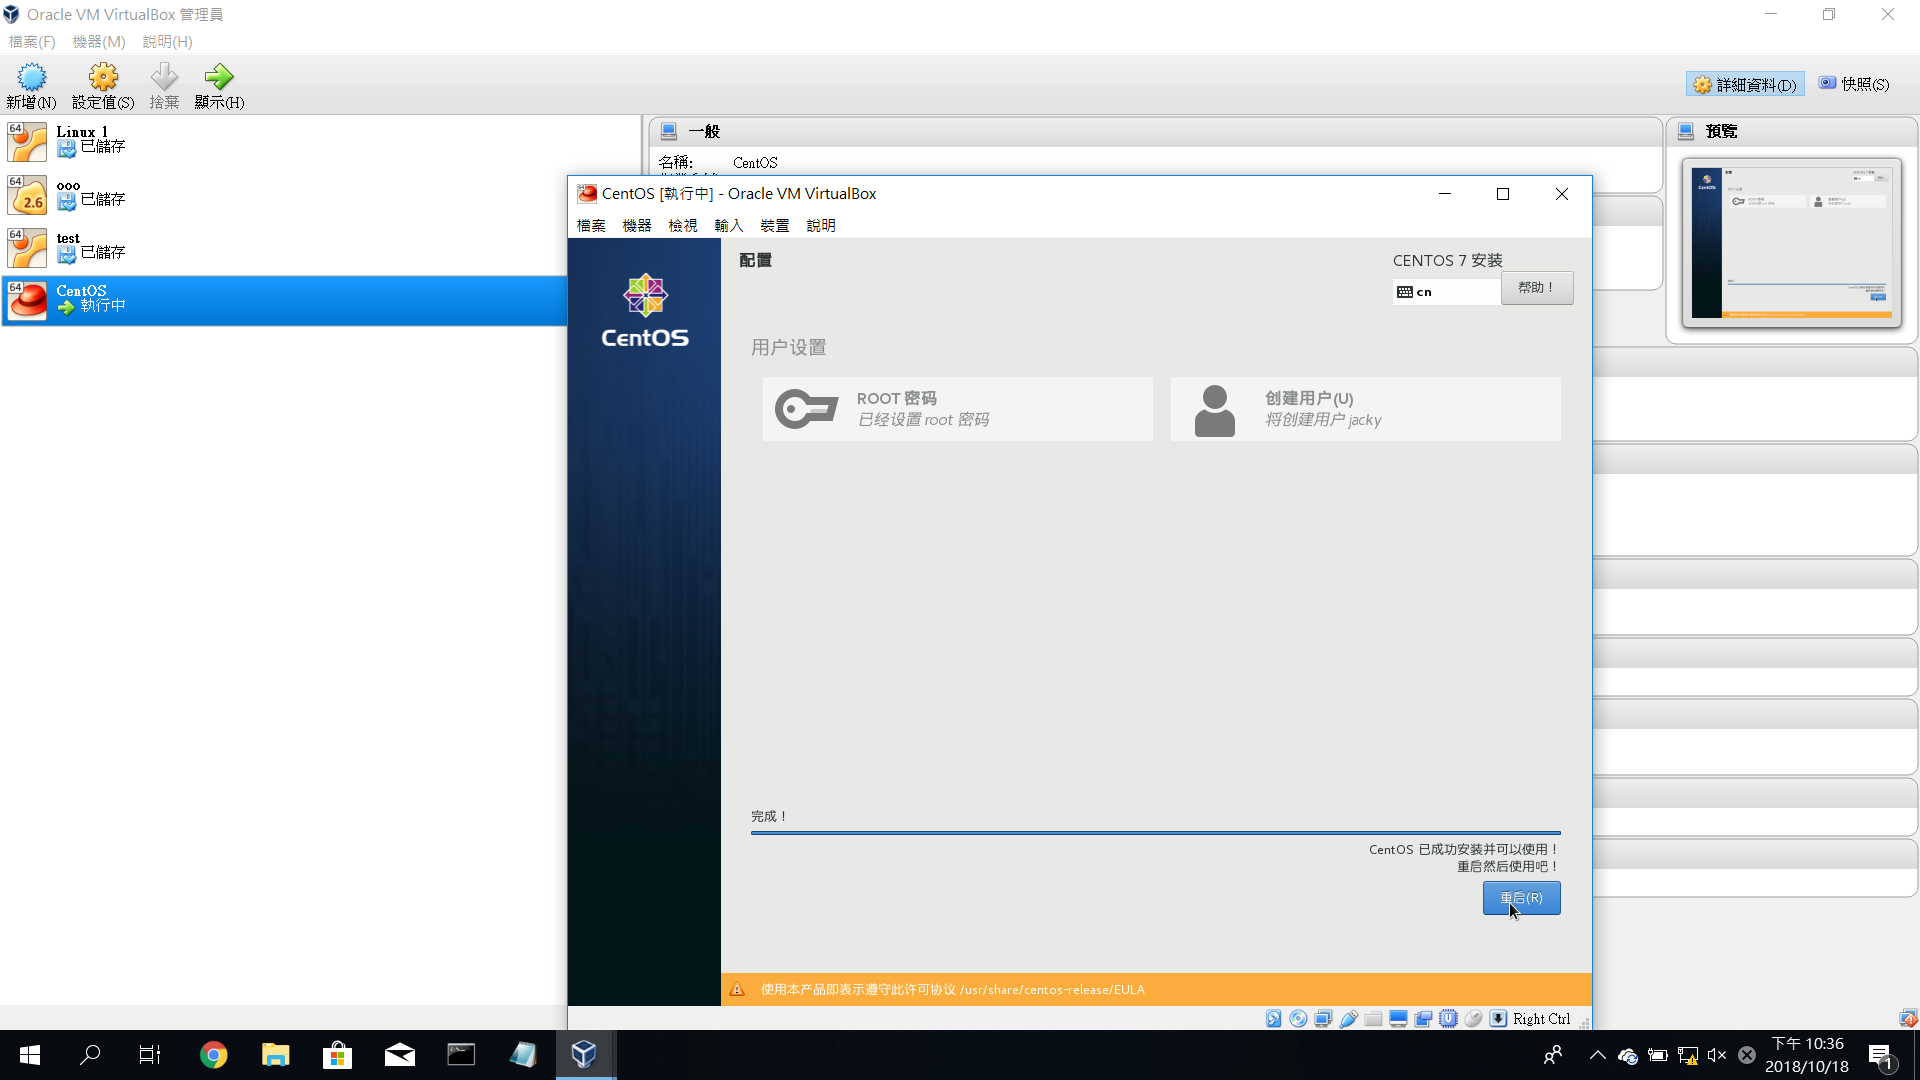 Oracle VM VirtualBox 管理員
檔案(F) 機器(M) 說明(H)
新增(N) 設定值(S) 捨棄 顯示(H)
詳細資料(D) 快照(S)
64 Linux 1
已儲存
64 ooo
2.6 已儲存
64 test
已儲存
64 CentOS
執行中
一般
名稱: CentOS
預覽
CentOS [執行中] - Oracle VM VirtualBox
檔案 機器 檢視 輸入 裝置 說明
CentOS
配置
CENTOS 7 安装
cn
帮助！
用户设置
ROOT 密码
已经设置 root 密码
创建用户(U)
将创建用户 jacky
完成！
CentOS 已成功安装并可以使用！
重启然后使用吧！
重启(R)
使用本产品即表示遵守此许可协议 /usr/share/centos-release/EULA
Right Ctrl
下午 10:36
2018/10/18
1